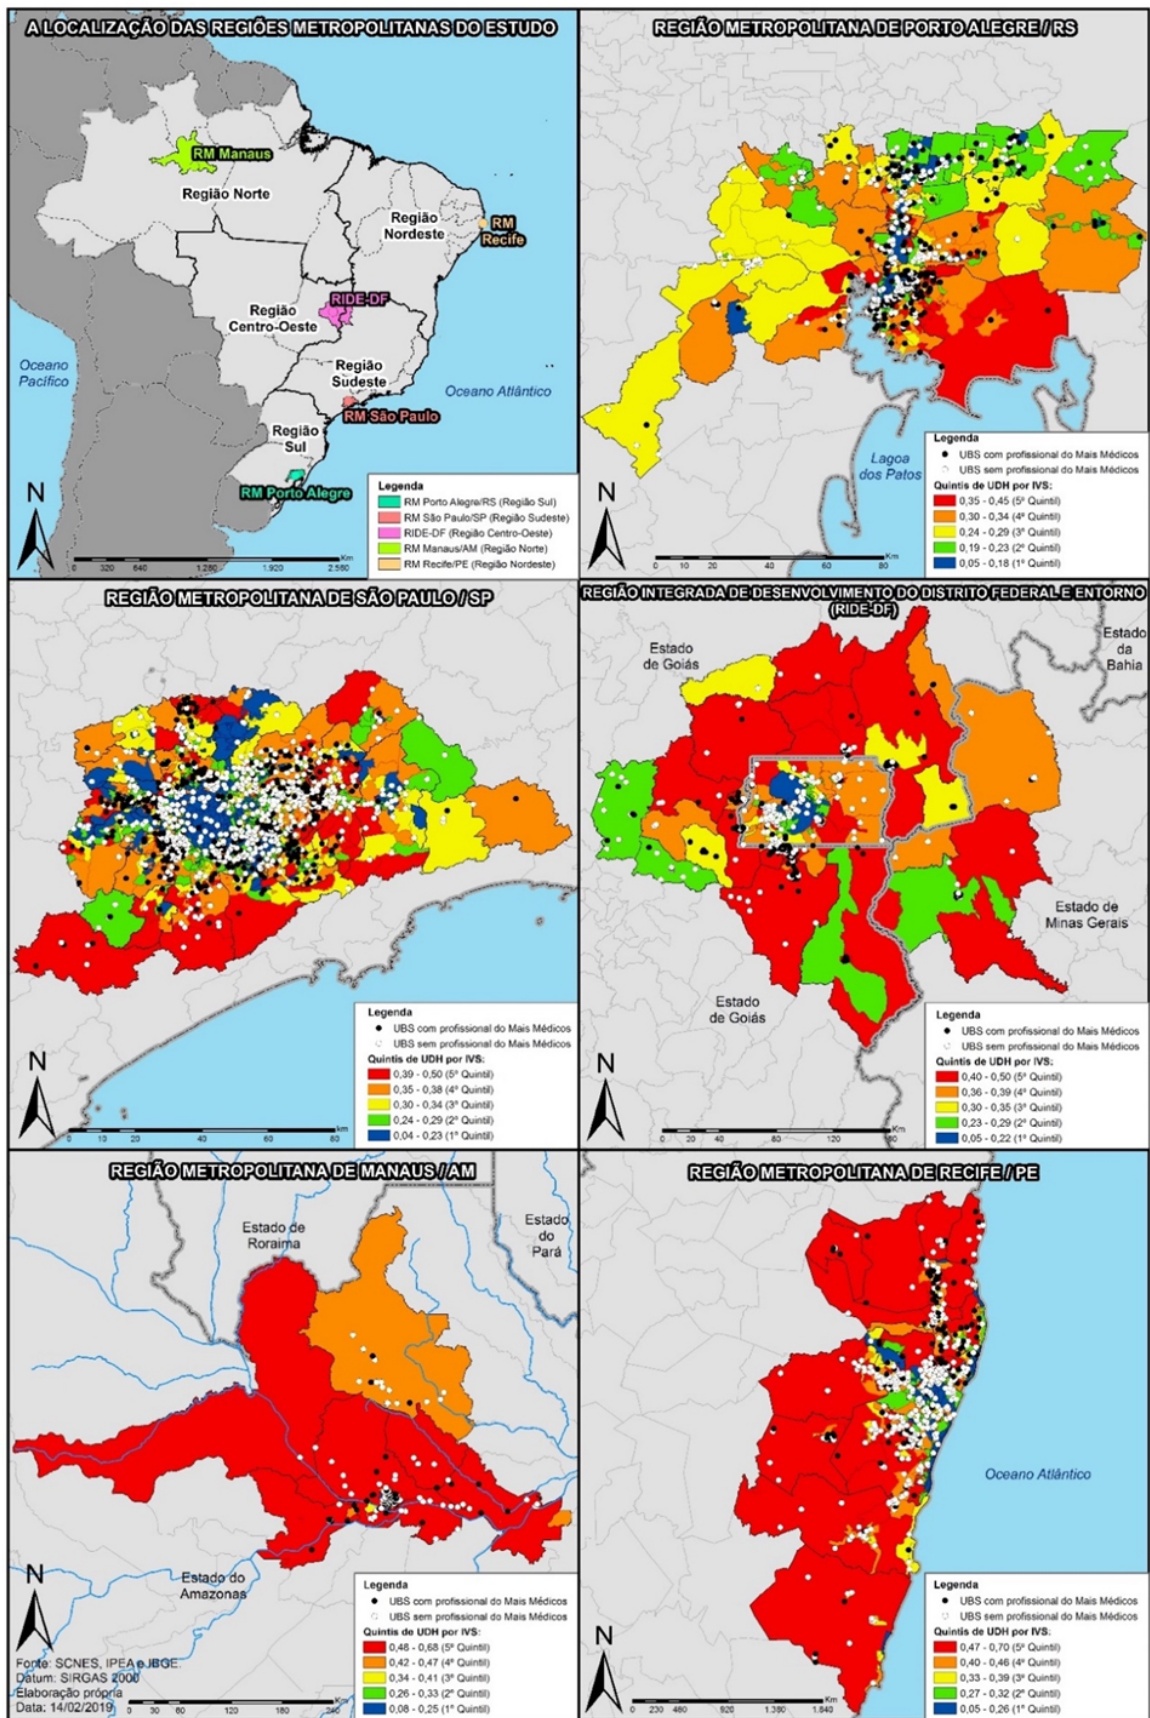 A LOCALIZAÇÃO DAS REGIÕES METROPOLITANAS DO ESTUDO
RM Manaus
Região Norte
Região
Nordeste
RM
Recife
RIDE-DF
Região
Centro-Oeste
Oceano
Pacífico
Região
Sudeste
Oceano Atlântico
RM São Paulo
Região
Sul
RM Porto Alegre
N
Legenda
RM Porto Alegre/RS (Região Sul)
RM São Paulo/SP (Região Sudeste)
RIDE-DF (Região Centro-Oeste)
RM Manaus/AM (Região Norte)
RM Recife/PE (Região Nordeste)
Km
0 320 640 1.280 1.920 2.560
REGIÃO METROPOLITANA DE PORTO ALEGRE / RS
Lagoa
dos Patos
N
Legenda
UBS com profissional do Mais Médicos
UBS sem profissional do Mais Médicos
Quintis de UDH por IVS:
0,35 - 0,45 (5º Quintil)
0,30 - 0,34 (4º Quintil)
0,24 - 0,29 (3º Quintil)
0,19 - 0,23 (2º Quintil)
0,05 - 0,18 (1º Quintil)
Km
0 10 20 40 60 80
REGIÃO METROPOLITANA DE SÃO PAULO / SP
N
Legenda
UBS com profissional do Mais Médicos
UBS sem profissional do Mais Médicos
Quintis de UDH por IVS:
0,39 - 0,50 (5º Quintil)
0,35 - 0,38 (4º Quintil)
0,30 - 0,34 (3º Quintil)
0,24 - 0,29 (2º Quintil)
0,04 - 0,23 (1º Quintil)
Km
0 10 20 40 60 80
REGIÃO INTEGRADA DE DESENVOLVIMENTO DO DISTRITO FEDERAL E ENTORNO
(RIDE-DF)
Estado
de Goiás
Estado
da
Bahia
Estado de
Minas Gerais
Estado
de Goiás
N
Legenda
UBS com profissional do Mais Médicos
UBS sem profissional do Mais Médicos
Quintis de UDH por IVS:
0,40 - 0,50 (5º Quintil)
0,36 - 0,39 (4º Quintil)
0,30 - 0,35 (3º Quintil)
0,23 - 0,29 (2º Quintil)
0,05 - 0,22 (1º Quintil)
Km
0 20 40 80 120 160
REGIÃO METROPOLITANA DE MANAUS / AM
Estado de
Roraima
Estado
do
Pará
Estado do
Amazonas
N
Legenda
UBS com profissional do Mais Médicos
UBS sem profissional do Mais Médicos
Quintis de UDH por IVS:
0,48 - 0,68 (5º Quintil)
0,42 - 0,47 (4º Quintil)
0,34 - 0,41 (3º Quintil)
0,26 - 0,33 (2º Quintil)
0,08 - 0,25 (1º Quintil)
Fonte: SCNES, IPEA e IBGE.
Datum: SIRGAS 2000
Elaboração própria
Data: 14/02/2019
Km
0 30 60 120 180 240
REGIÃO METROPOLITANA DE RECIFE / PE
Oceano Atlântico
N
Legenda
UBS com profissional do Mais Médicos
UBS sem profissional do Mais Médicos
Quintis de UDH por IVS:
0,47 - 0,70 (5º Quintil)
0,40 - 0,46 (4º Quintil)
0,33 - 0,39 (3º Quintil)
0,27 - 0,32 (2º Quintil)
0,05 - 0,26 (1º Quintil)
Km
0 230 460 920 1.380 1.840